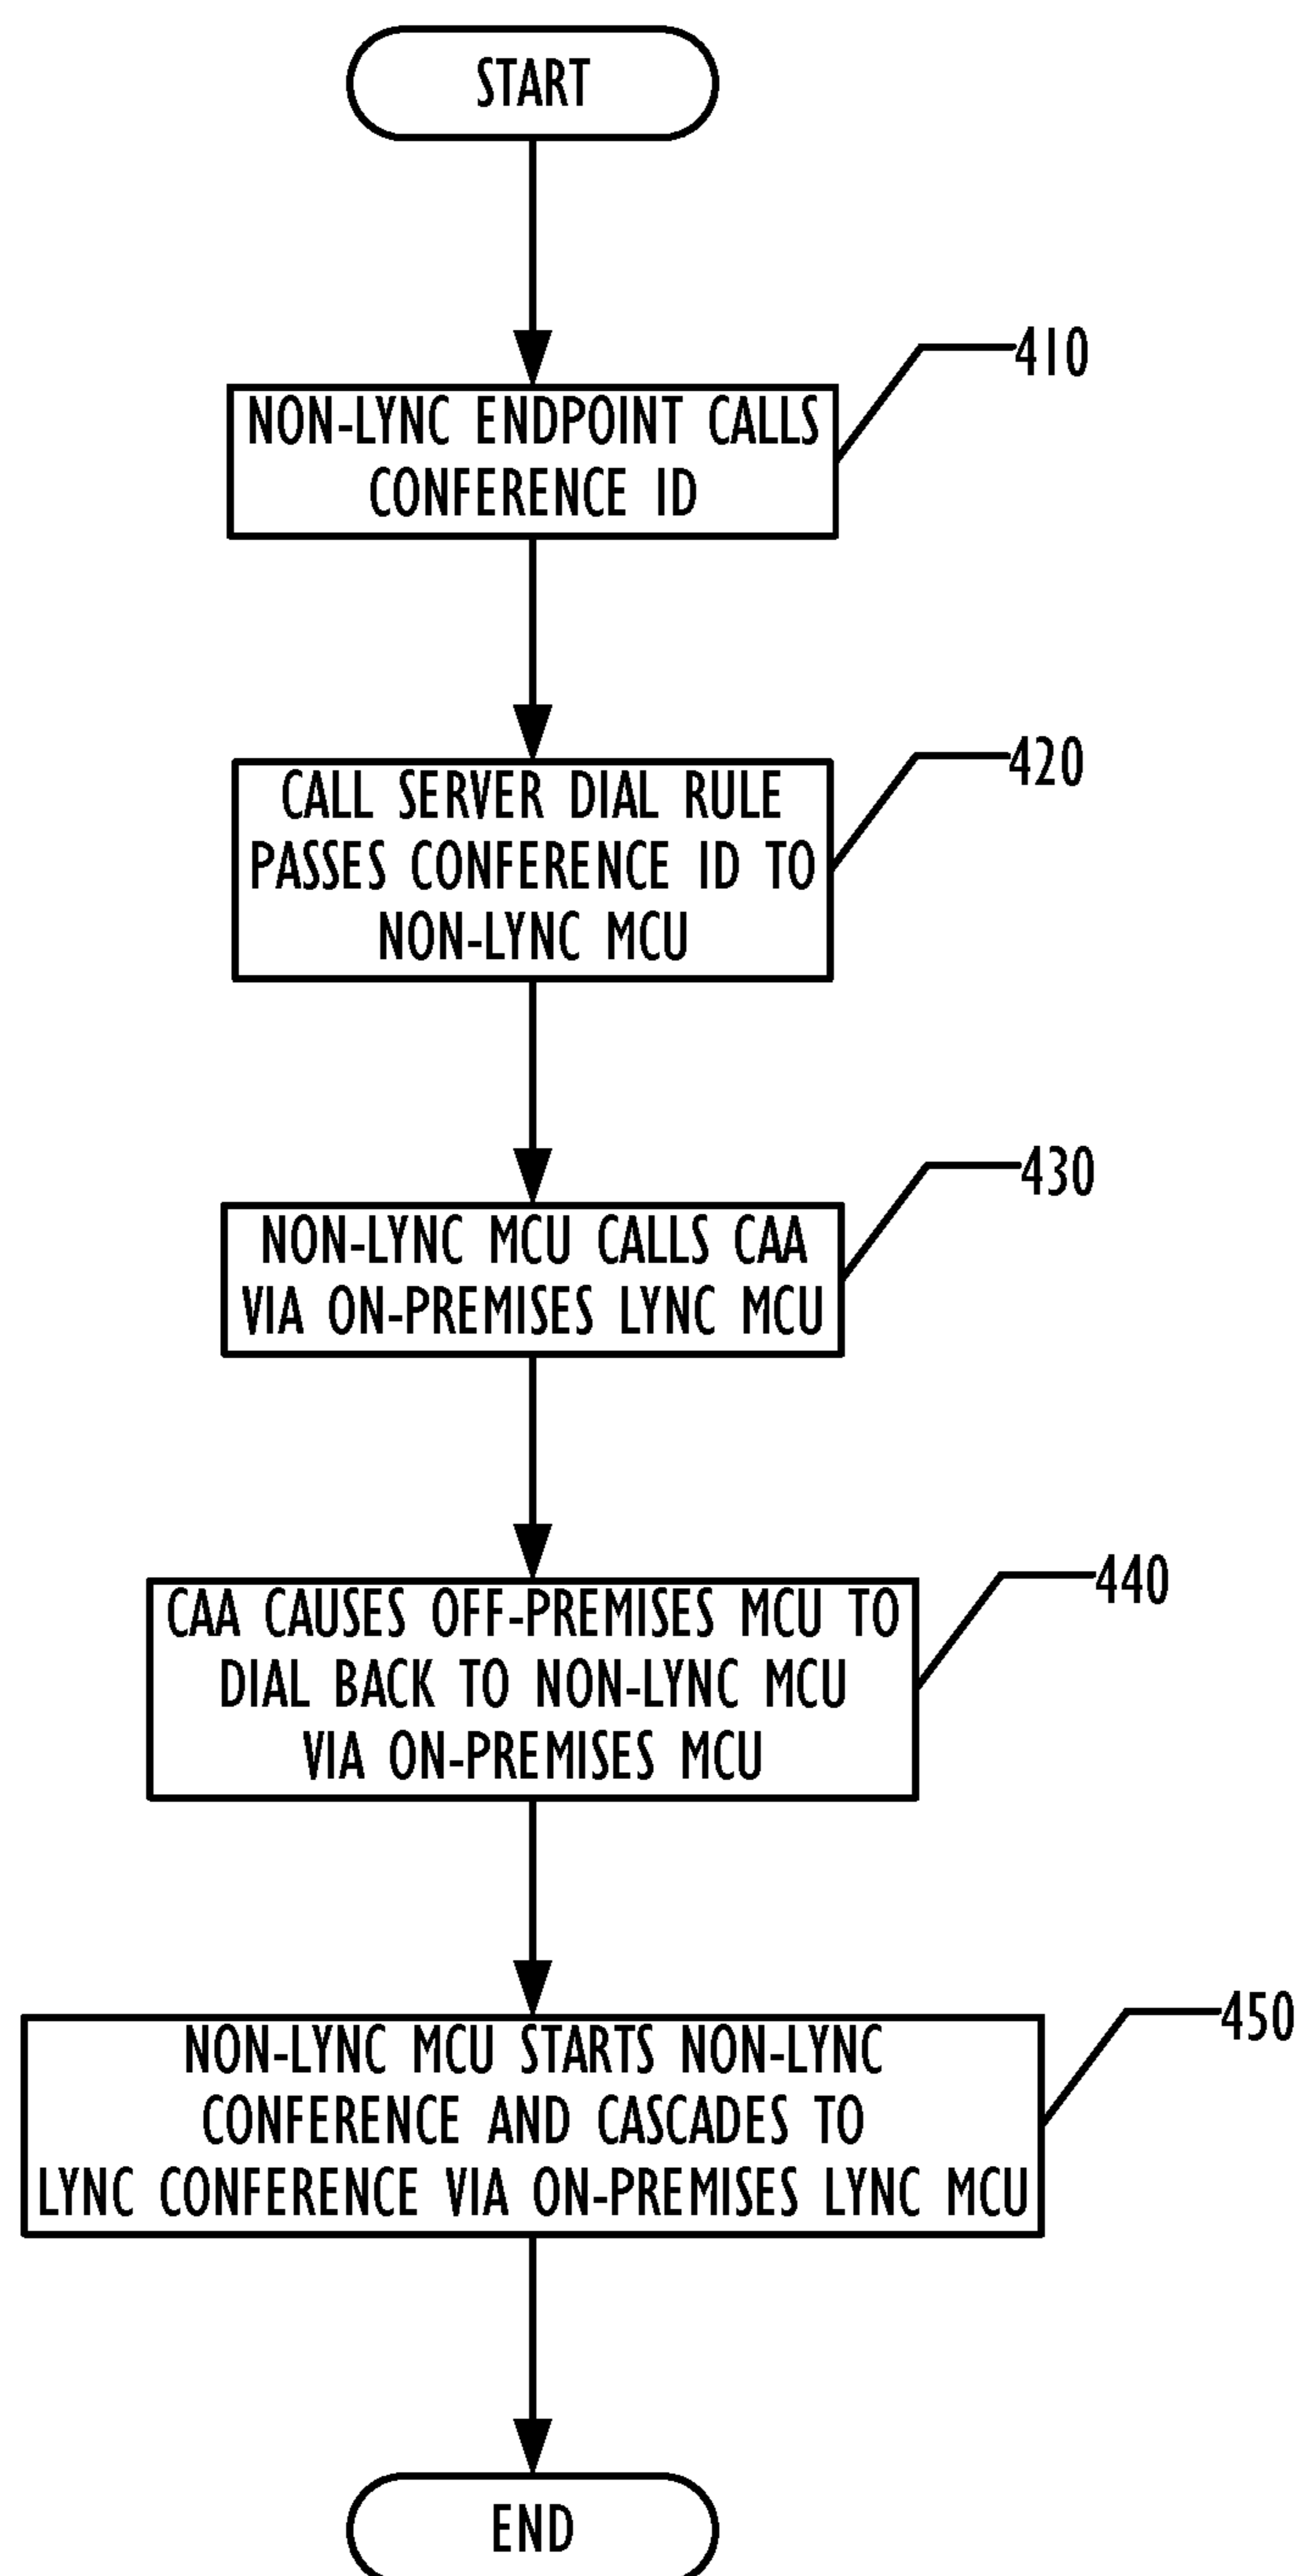 START
410
NON-LYNC ENDPOINT CALLS
CONFERENCE ID
420
CALL SERVER DIAL RULE
PASSES CONFERENCE ID TO
NON-LYNC MCU
430
NON-LYNC MCU CALLS CAA
VIA ON-PREMISES LYNC MCU
440
CAA CAUSES OFF-PREMISES MCU TO
DIAL BACK TO NON-LYNC MCU
VIA ON-PREMISES MCU
450
NON-LYNC MCU STARTS NON-LYNC
CONFERENCE AND CASCADES TO
LYNC CONFERENCE VIA ON-PREMISES LYNC MCU
END